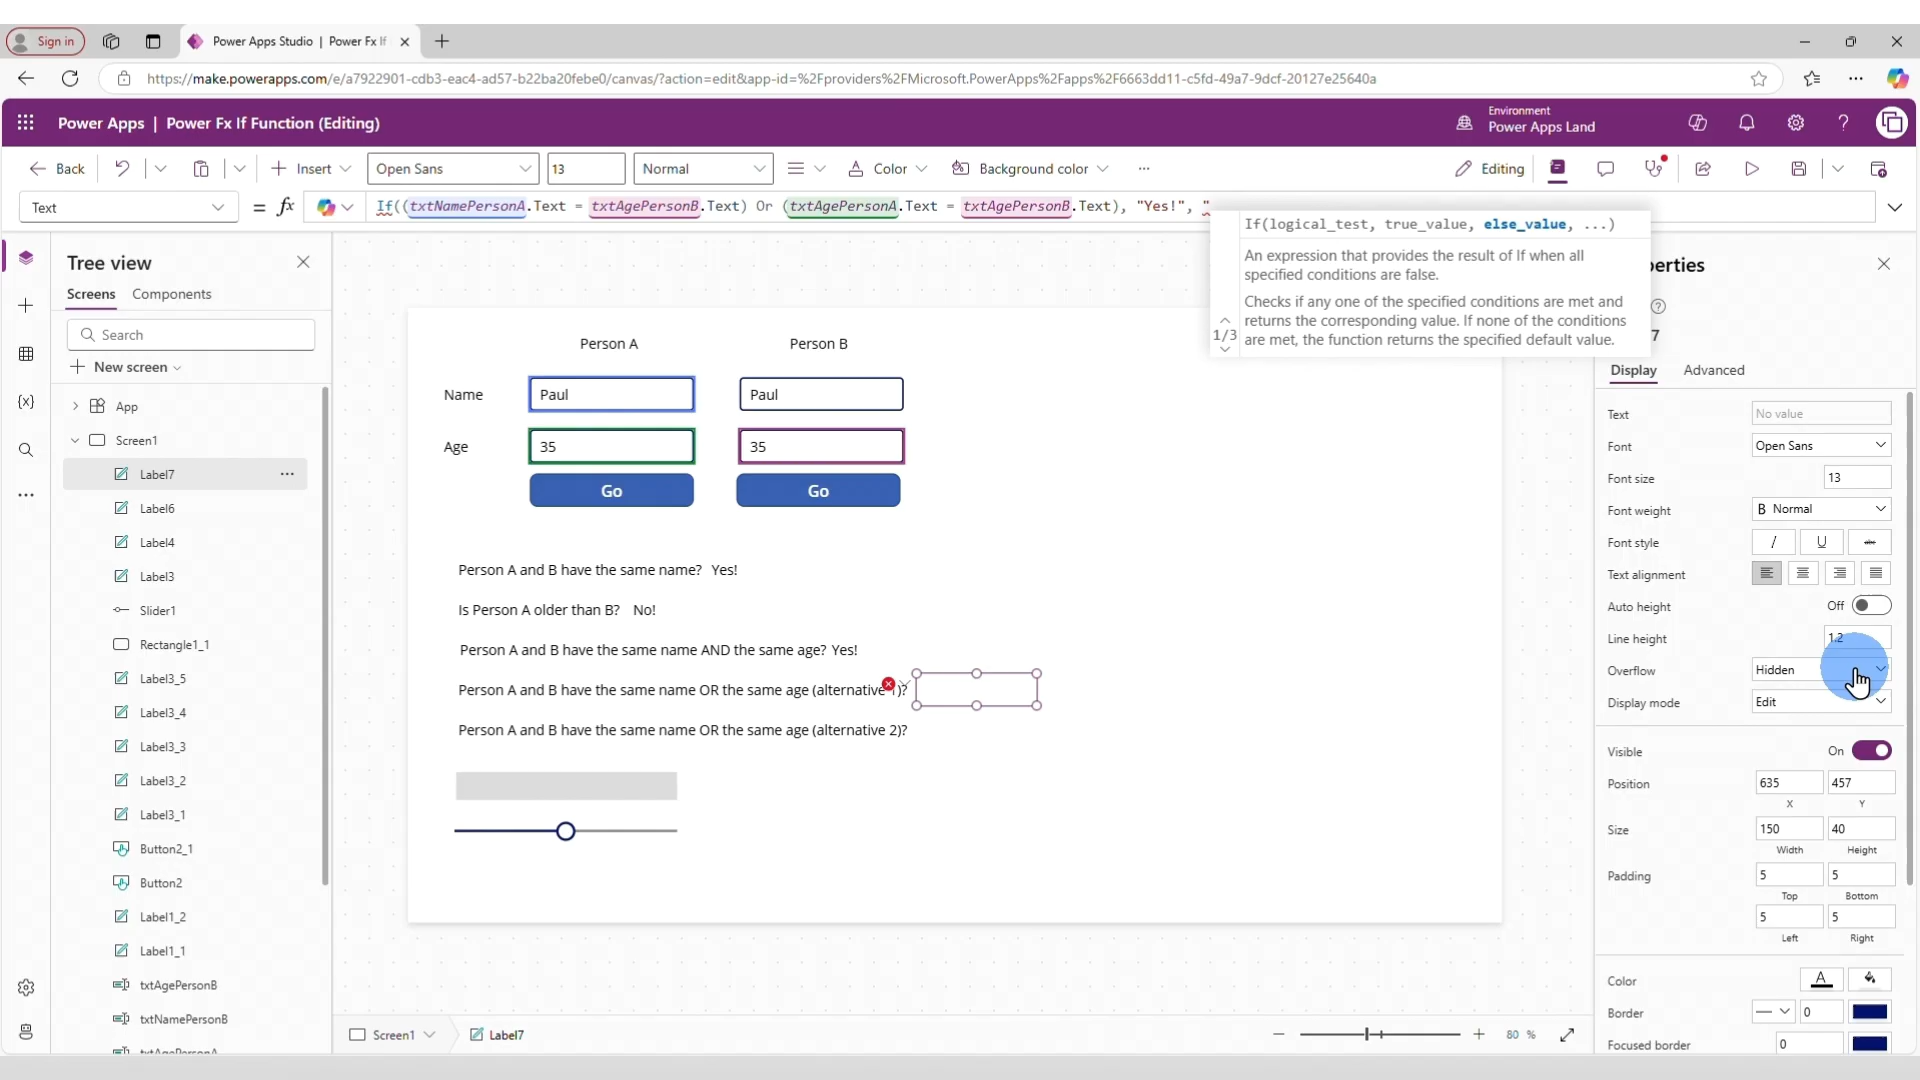 Sign in
Power Apps Studio | Power Fx If
https://make.powerapps.com/e/a7922901-cdb3-eac4-ad57-b22ba20febe0/canvas/?action=edit&app-id=%2Fproviders%2FMicrosoft.PowerApps%2Fapps%2F6663dd11-c5fd-49a7-9dcf-20127e25640a
Power Apps | Power Fx If Function (Editing)
Environment
Power Apps Land
Back
Insert
Open Sans
13
Normal
Color
Background color
Editing
Text
= fx
If((txtNamePersonA.Text = txtAgePersonB.Text) Or (txtAgePersonA.Text = txtAgePersonB.Text), "Yes!", "
If(logical_test, true_value, else_value, ...)
An expression that provides the result of If when all
specified conditions are false.
Checks if any one of the specified conditions are met and
returns the corresponding value. If none of the conditions
are met, the function returns the specified default value.
1/3
Tree view
Screens Components
Search
New screen
App
Screen1
Label7
Label6
Label4
Label3
Slider1
Rectangle1_1
Label3_5
Label3_4
Label3_3
Label3_2
Label3_1
Button2_1
Button2
Label1_2
Label1_1
txtAgePersonB
txtNamePersonB
txtAgePersonA
Person A Person B
Name Paul Paul
Age 35 35
Go Go
Person A and B have the same name? Yes!
Is Person A older than B? No!
Person A and B have the same name AND the same age? Yes!
Person A and B have the same name OR the same age (alternative 1)?
Person A and B have the same name OR the same age (alternative 2)?
Screen1
Label7
80 %
perties
7
Display Advanced
Text No value
Font Open Sans
Font size 13
Font weight B Normal
Font style / U abc
Text alignment
Auto height Off
Line height 1.2
Overflow Hidden
Display mode Edit
Visible On
Position 635 457
X Y
Size 150 40
Width Height
Padding 5 5
Top Bottom
5 5
Left Right
Color A
Border 0
Focused border 0